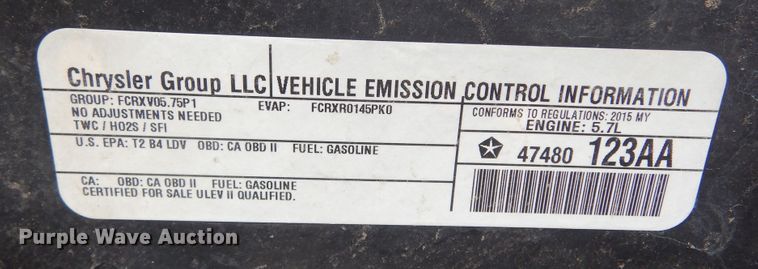 Chrysler Group LLC VEHICLE EMISSION CONTROL INFORMATION
GROUP: FCRXV05.75P1 EVAP: FCRXR0145PK0
NO ADJUSTMENTS NEEDED
TWC / HO2S / SFI
CONFORMS TO REGULATIONS: 2015 MY
ENGINE: 5.7L
U.S. EPA: T2 B4 LDV OBD: CA OBD II FUEL: GASOLINE
47480 123AA
CA: OBD: CA OBD II FUEL: GASOLINE
CERTIFIED FOR SALE ULEV II QUALIFIED.
Purple Wave Auction